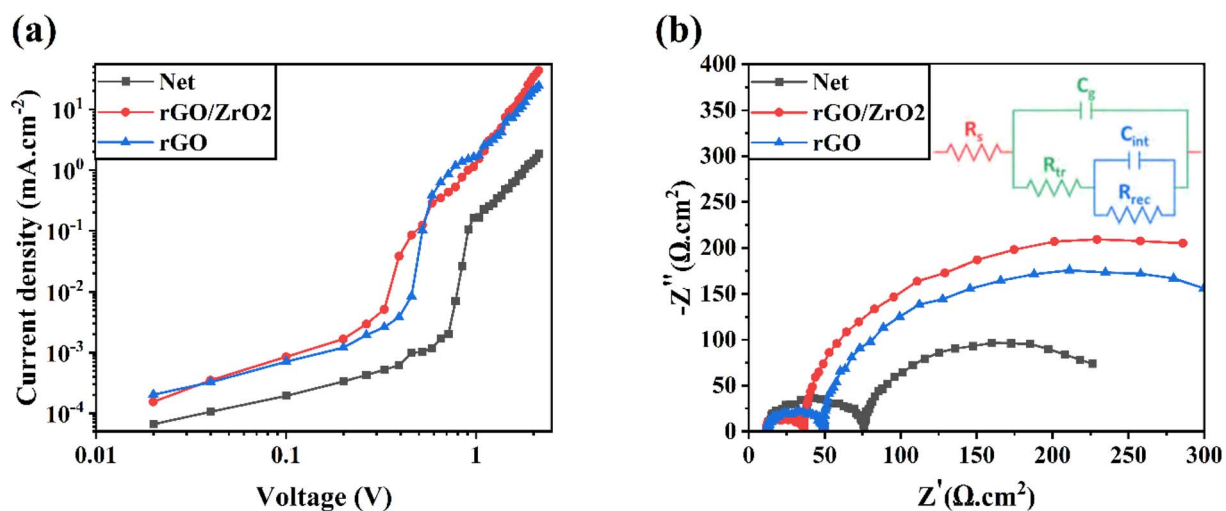 (a)
Net
rGO/ZrO2
rGO
Current density (mA.cm⁻²)
10¹
10⁰
10⁻¹
10⁻²
10⁻³
10⁻⁴
0.01
0.1
1
Voltage (V)
(b)
Net
rGO/ZrO2
rGO
-Z''(Ω.cm²)
400
350
300
250
200
150
100
50
0
0
50
100
150
200
250
300
Z'(Ω.cm²)
Rs
Cg
Rtr
Cint
Rrec